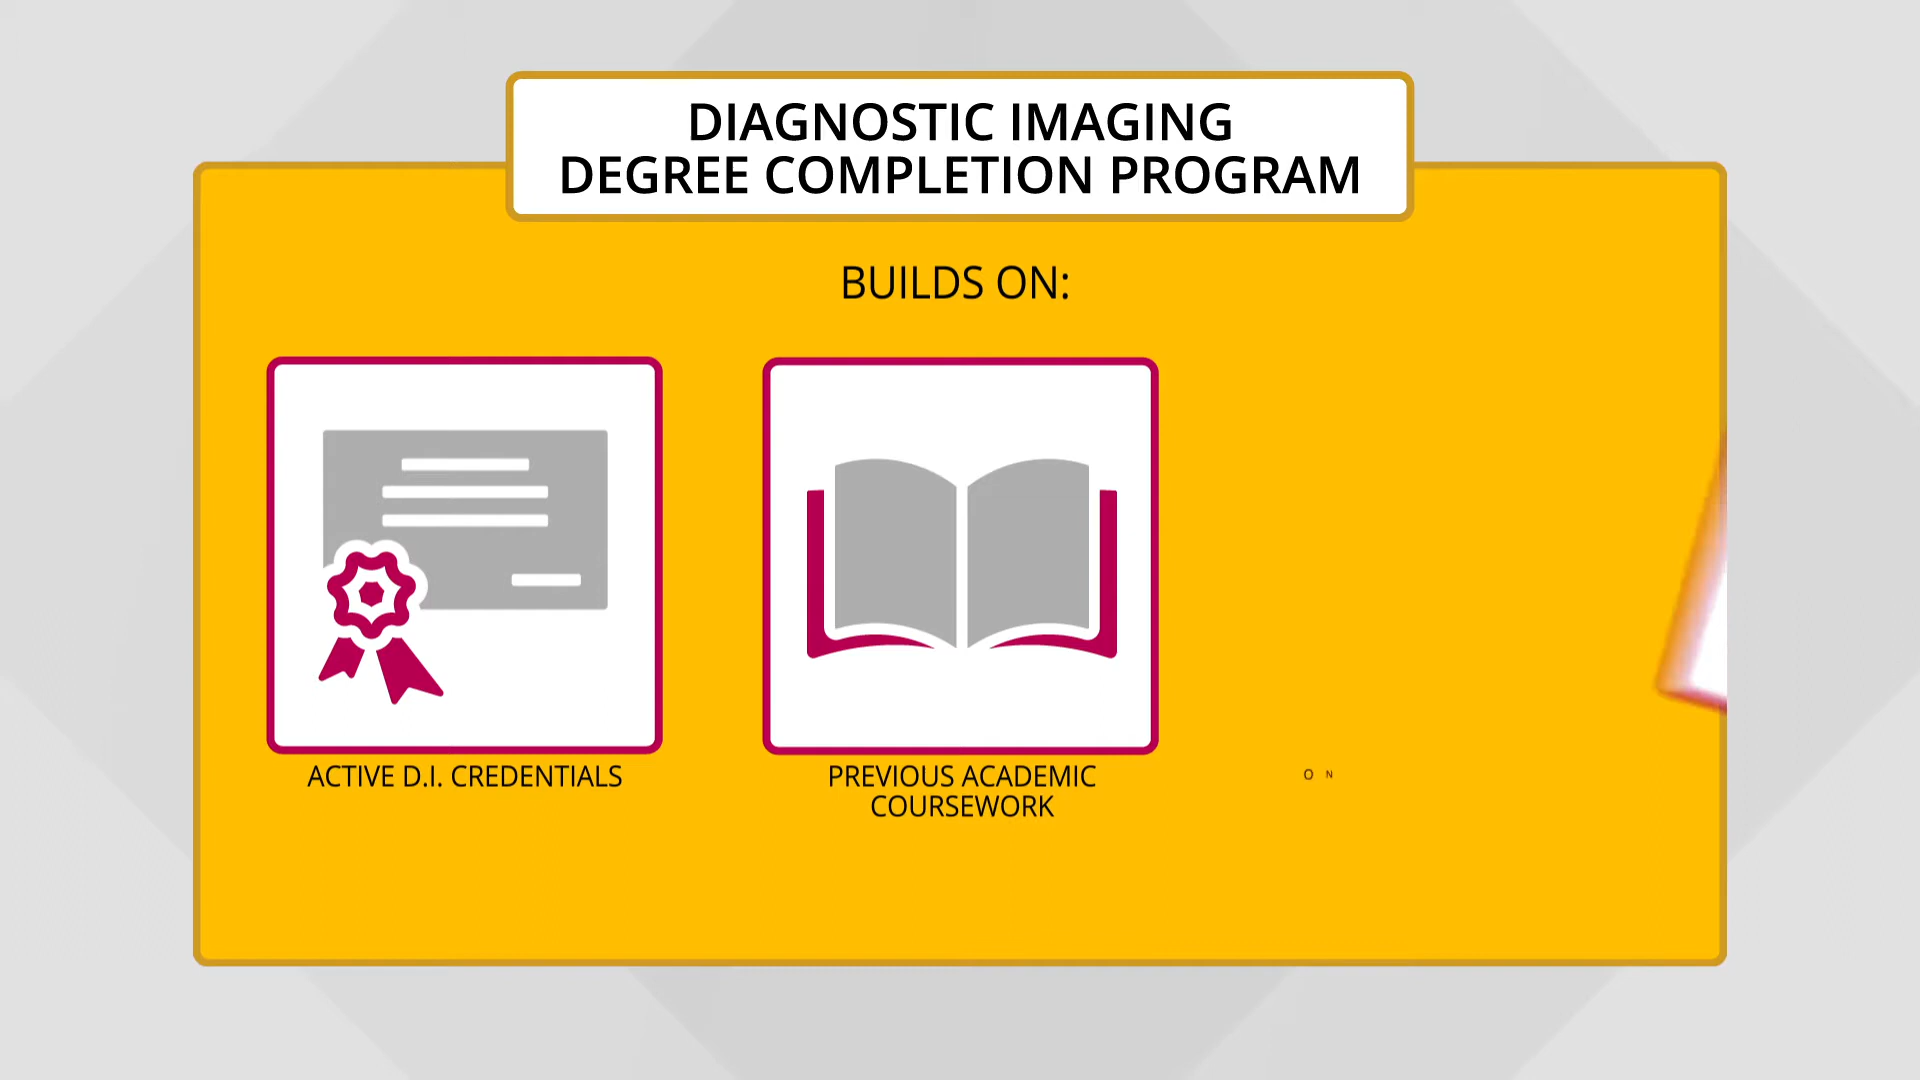 DIAGNOSTIC IMAGING
DEGREE COMPLETION PROGRAM
BUILDS ON:
ACTIVE D.I. CREDENTIALS
PREVIOUS ACADEMIC
COURSEWORK
O N